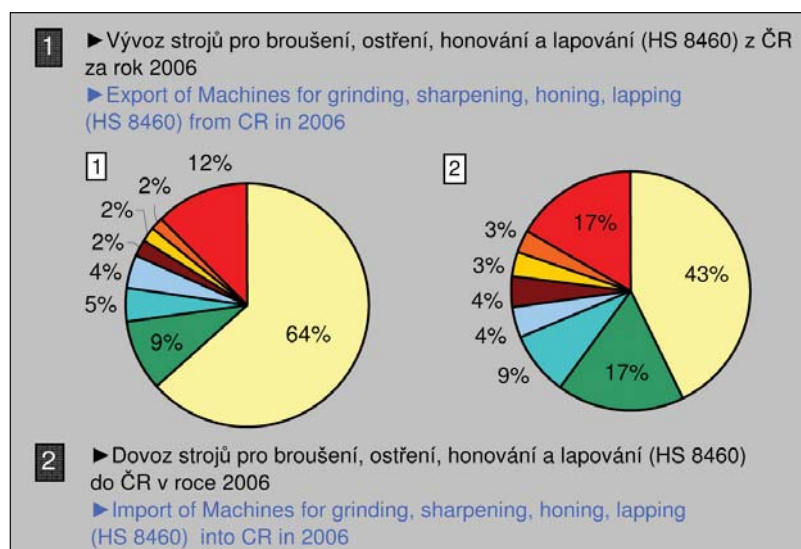 1
►Vývoz strojů pro broušení, ostření, honování a lapování (HS 8460) z ČR
za rok 2006
►Export of Machines for grinding, sharpening, honing, lapping
(HS 8460) from CR in 2006
1
12%
2%
2%
2%
4%
5%
9%
64%
2
17%
3%
3%
4%
4%
9%
17%
43%
2
►Dovoz strojů pro broušení, ostření, honování a lapování (HS 8460)
do ČR v roce 2006
►Import of Machines for grinding, sharpening, honing, lapping
(HS 8460) into CR in 2006